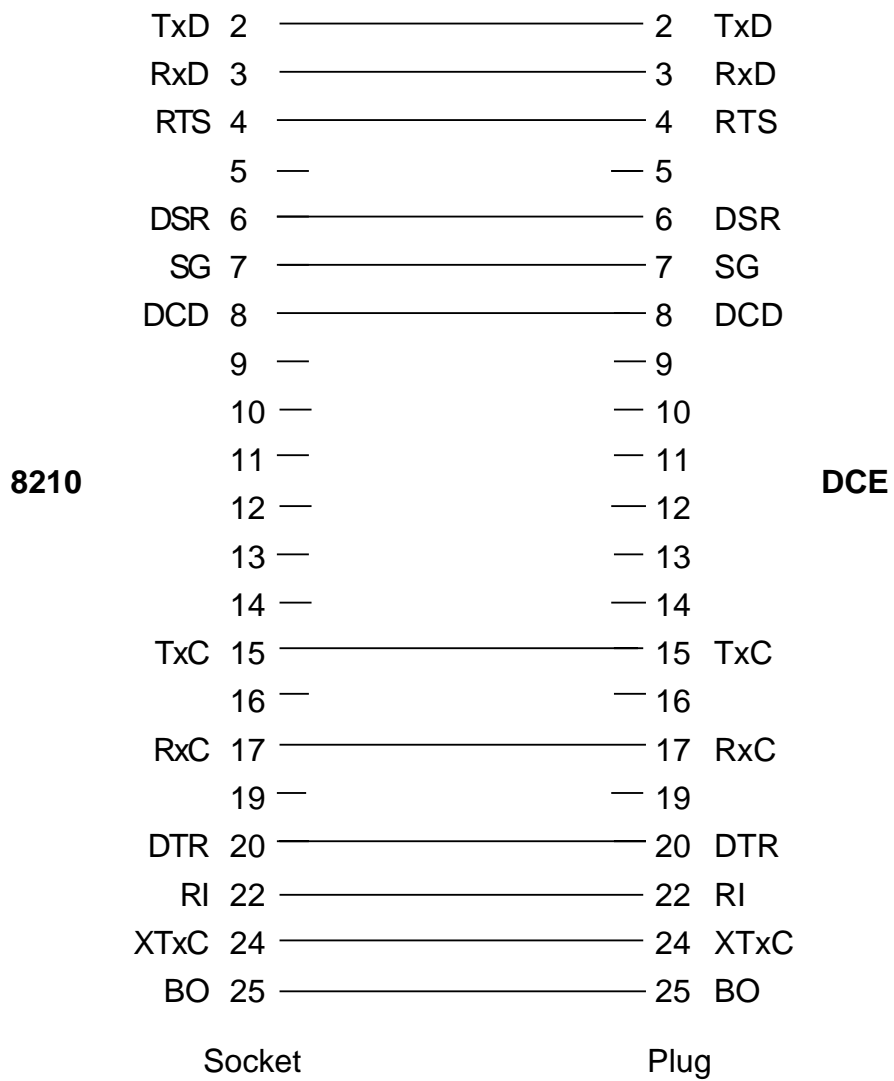 TxD 2 2 TxD
RxD 3 3 RxD
RTS 4 4 RTS
5 5
DSR 6 6 DSR
SG 7 7 SG
DCD 8 8 DCD
9 9
10 10
11 11
8210 DCE
12 12
13 13
14 14
TxC 15 15 TxC
16 16
RxC 17 17 RxC
19 19
DTR 20 20 DTR
RI 22 22 RI
XTxC 24 24 XTxC
BO 25 25 BO
Socket Plug